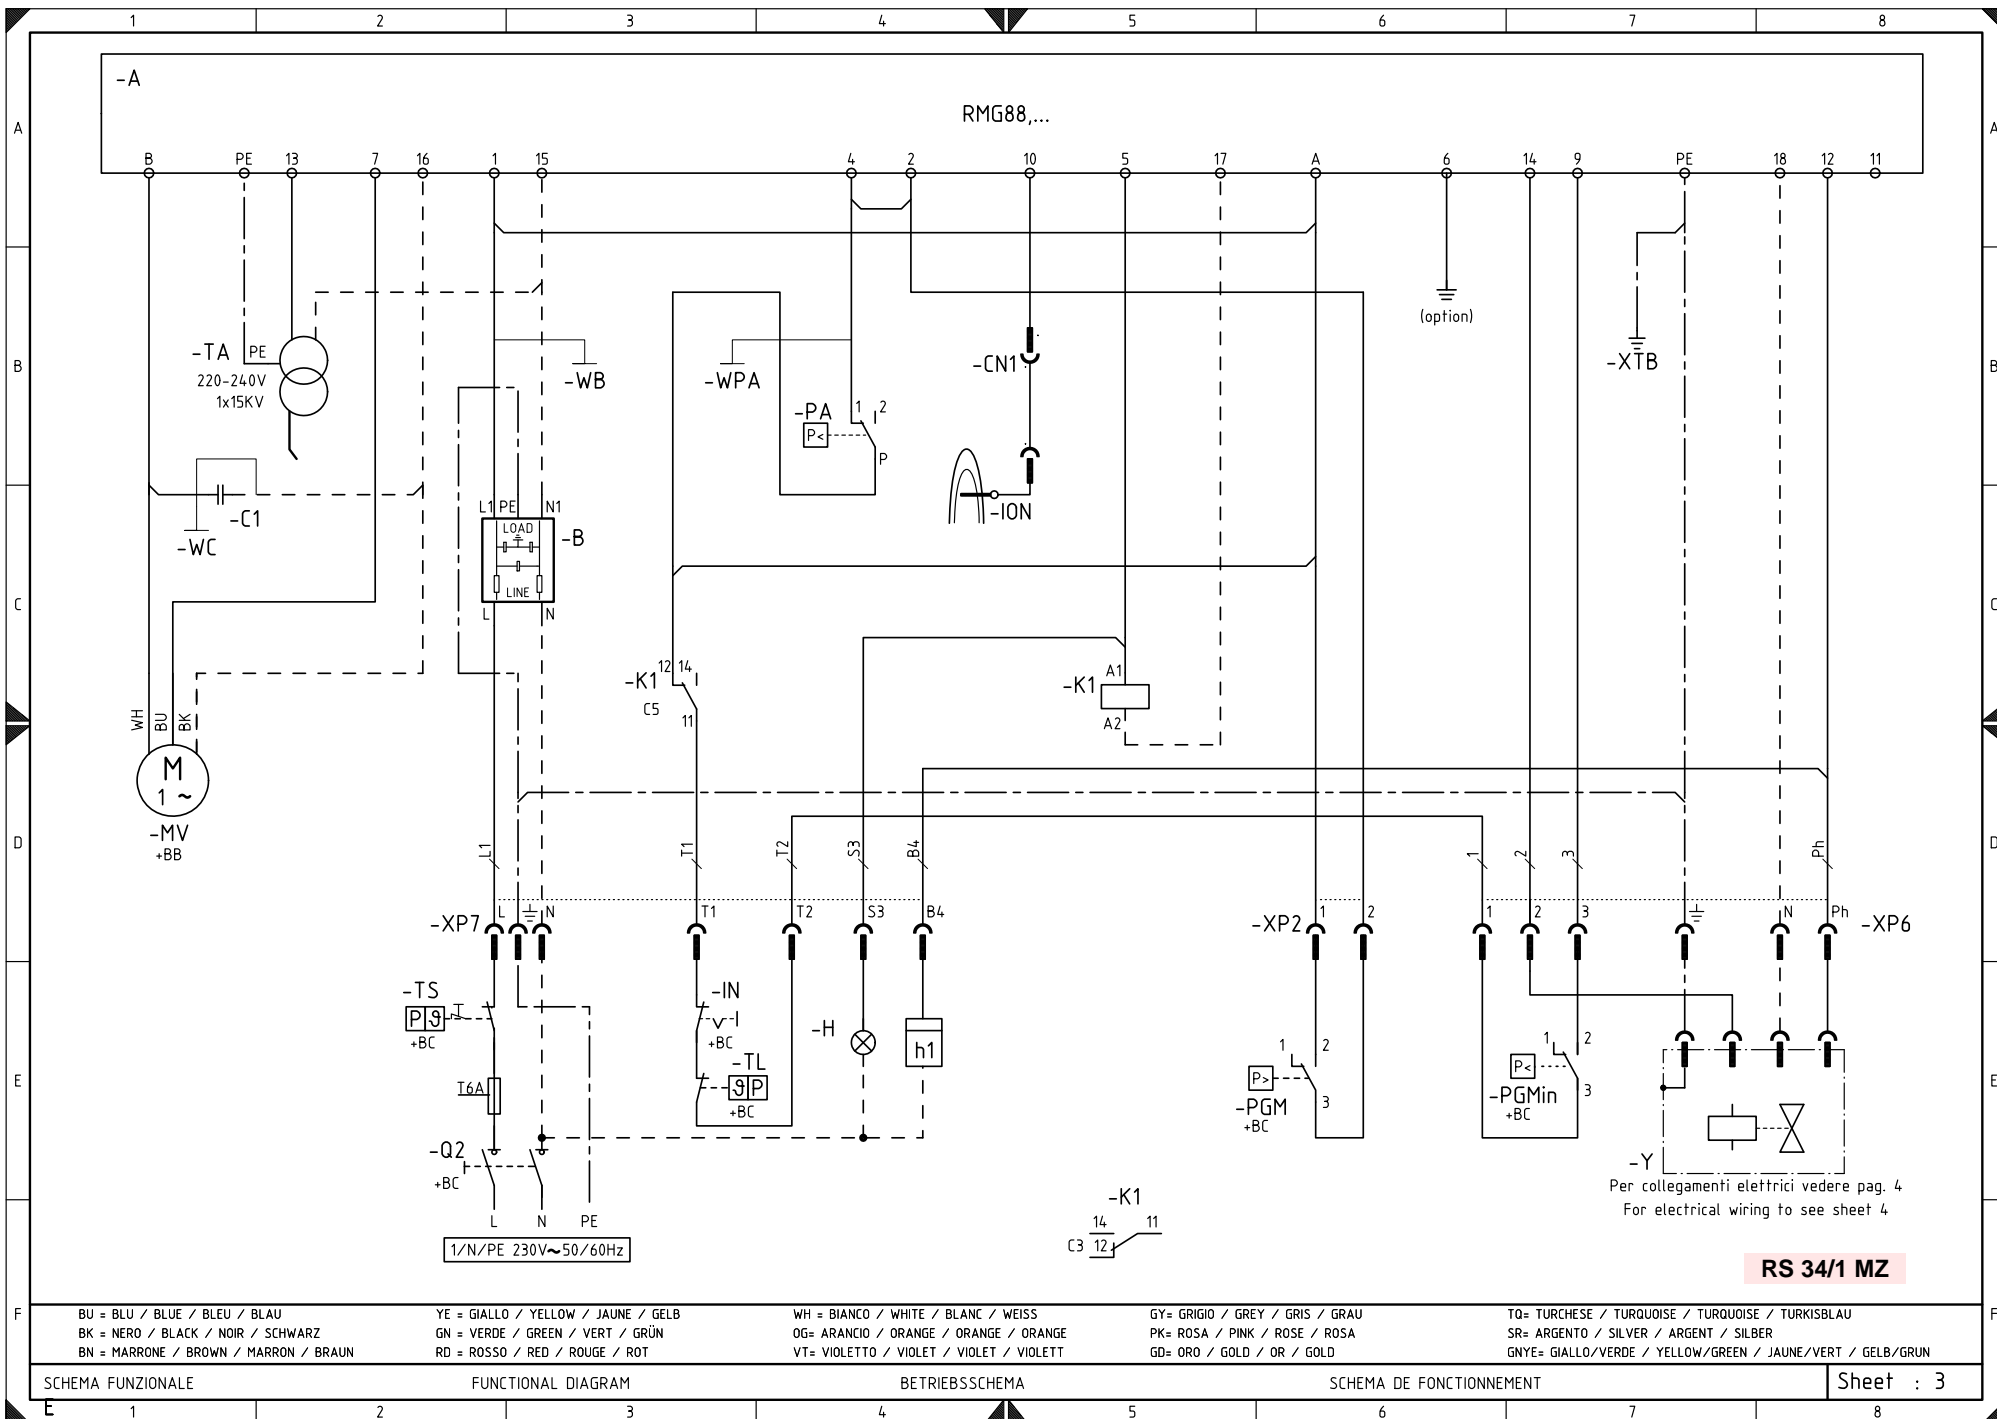 1 2 3 4 5 6 7 8
A
-A
RMG88,...
A
B PE 13 7 16 1 15 4 2 10 5 17 A 6 14 9 PE 18 12 11
B
-TA PE
220-240V
1x15KV
-WB
-WPA
-PA
P<
1 2
P
-CN1
(option)
-XTB
B
-C1
-WC
L1 PE N1
LOAD
LINE
-B
L N
-ION
C
12 14
-K1
C5
11
A1
-K1
A2
C
WH BU BK
M
1 ~
-MV
+BB
D
L1 T1 T2 S3 B4 1 2 3 Ph
D
-XP7 L N T1 T2 S3 B4
-XP2 1 2
1 2 3 N Ph -XP6
-TS
P ϑ
+BC
-IN
+BC
-TL
ϑ P
+BC
-H
h1
T6A
-Q2
+BC
L N PE
1/N/PE 230V~50/60Hz
E
1 2
P>
-PGM
+BC
3
1 2
P<
-PGMin
+BC
3
-Y
E
Per collegamenti elettrici vedere pag. 4
For electrical wiring to see sheet 4
-K1
14 11
C3 12
RS 34/1 MZ
F
F
BU = BLU / BLUE / BLEU / BLAU
BK = NERO / BLACK / NOIR / SCHWARZ
BN = MARRONE / BROWN / MARRON / BRAUN
YE = GIALLO / YELLOW / JAUNE / GELB
GN = VERDE / GREEN / VERT / GRÜN
RD = ROSSO / RED / ROUGE / ROT
WH = BIANCO / WHITE / BLANC / WEISS
OG= ARANCIO / ORANGE / ORANGE / ORANGE
VT= VIOLETTO / VIOLET / VIOLET / VIOLETT
GY= GRIGIO / GREY / GRIS / GRAU
PK= ROSA / PINK / ROSE / ROSA
GD= ORO / GOLD / OR / GOLD
TQ= TURCHESE / TURQUOISE / TURQUOISE / TURKISBLAU
SR= ARGENTO / SILVER / ARGENT / SILBER
GNYE= GIALLO/VERDE / YELLOW/GREEN / JAUNE/VERT / GELB/GRUN
SCHEMA FUNZIONALE
FUNCTIONAL DIAGRAM
BETRIEBSSCHEMA
SCHEMA DE FONCTIONNEMENT
Sheet : 3
E
1 2 3 4 5 6 7 8